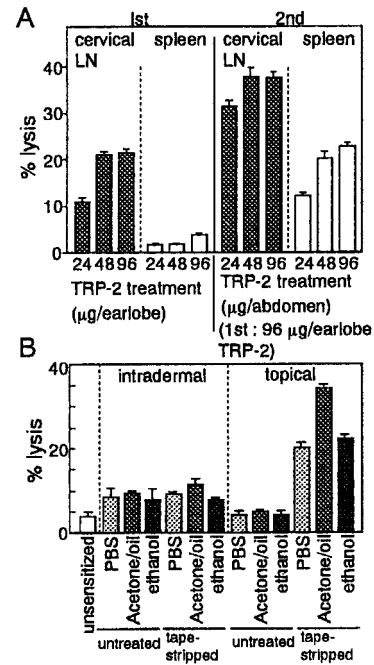 A
1st 2nd
cervical LN spleen cervical LN spleen
% lysis
40
30
20
10
0
24 48 96 24 48 96 24 48 96 24 48 96
TRP-2 treatment
(μg/earlobe)
TRP-2 treatment
(μg/abdomen)
(1st : 96 μg/earlobe
TRP-2)
B
intradermal topical
% lysis
40
20
0
unsensitized
PBS
Acetone/oil
ethanol
PBS
Acetone/oil
ethanol
PBS
Acetone/oil
ethanol
PBS
Acetone/oil
ethanol
untreated
tape-
stripped
untreated
tape-
stripped